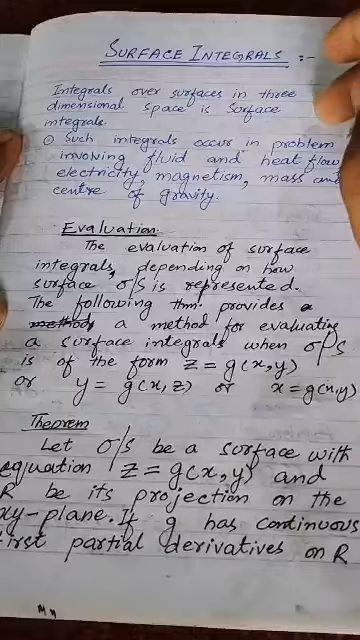 SURFACE INTEGRALS :-
Integrals over surfaces in three
dimensional space is Surface
integrals.
⊙ Such integrals occur in problem
involving fluid and heat flow,
electricity, magnetism, mass and
centre of gravity.
Evaluation.
The evaluation of surface
integrals, depending on how
surface σ/s is represented.
The following thm. provides a
method, a method for evaluating
a surface integrals when σ/s
is of the form z = g(x,y)
or y = g(x,z) or x = g(x,y)
Theorem
Let σ/s be a surface with
equation z = g(x,y) and
R be its projection on the
xy-plane. If g has continuous
first partial derivatives on R